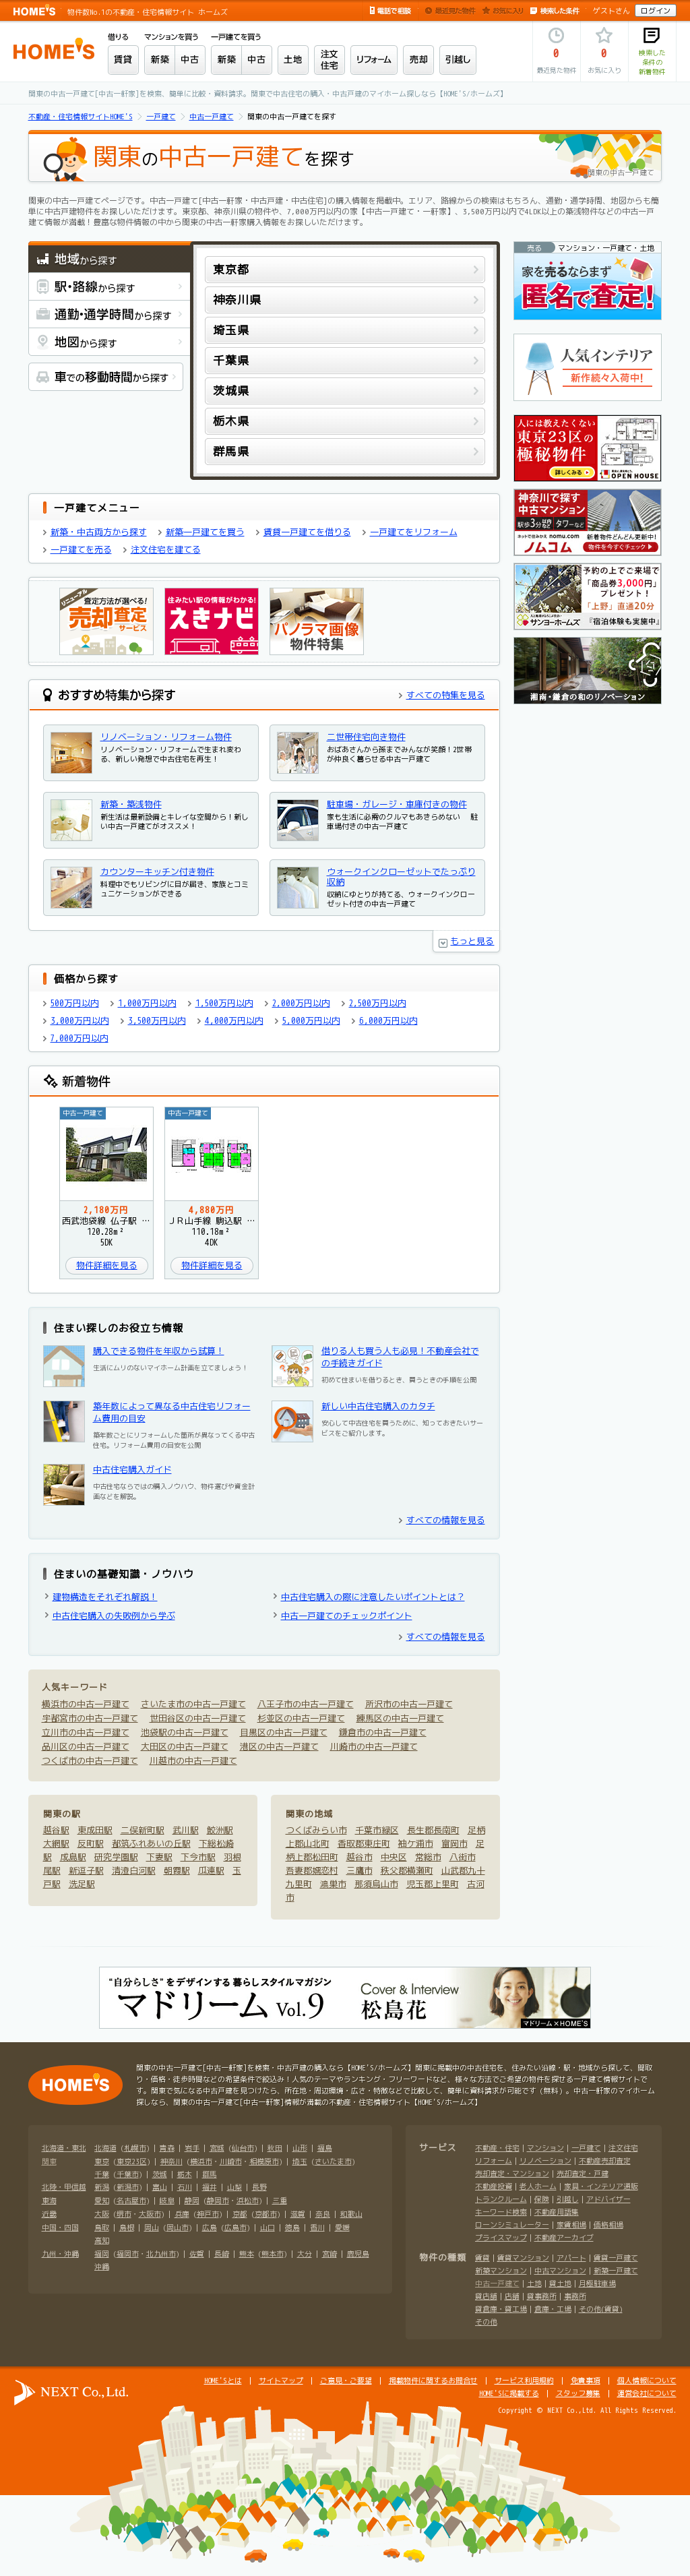 HOME'S 物件数No.1の不動産・住宅情報サイト ホームズ
電話で相談 最近見た物件 お気に入り 検索した条件 ゲストさん ログイン
HOME'S
借りる マンションを買う 一戸建てを買う
賃貸 新築 中古 新築 中古 土地 注文住宅 リフォーム 売却 引越し
0 最近見た物件
0 お気に入り
検索した条件の新着物件
関東の中古一戸建て[中古一軒家]を検索、簡単に比較・資料請求。関東で中古住宅の購入・中古戸建のマイホーム探しなら【HOME'S/ホームズ】
不動産・住宅情報サイトHOME'S 一戸建て 中古一戸建て 関東の中古一戸建てを探す
関東の中古一戸建てを探す
関東の中古一戸建て
関東の中古一戸建てページです。中古一戸建て[中古一軒家・中古戸建・中古住宅]の購入情報を掲載中。エリア、路線からの検索はもちろん、通勤・通学時間、地図からも簡単に中古戸建物件をお探しいただけます。東京都、神奈川県の物件や、7,000万円以内の家【中古一戸建て・一軒家】、3,500万円以内で4LDK以上の築浅物件などの中古一戸建て情報が満載!豊富な物件情報の中から関東の中古一軒家購入情報をお探しいただけます。
地域から探す
駅・路線から探す
通勤・通学時間から探す
地図から探す
車での移動時間から探す
東京都
神奈川県
埼玉県
千葉県
茨城県
栃木県
群馬県
売る マンション・一戸建て・土地
家を売るならまず
匿名で査定!
人気インテリア
新作続々入荷中!
人には教えたくない
東京23区の極秘物件
詳しくみる
OPEN HOUSE
神奈川で探す中古マンション
駅歩3分以内 タワーなど
ネットで住みかえ nomu.com
ノムコム
新着物件ぞくぞく更新中!
物件を今すぐチェック
予約の上でご来場で
「商品券3,000円」プレゼント!
「上野」直通20分
サンヨーホームズ
『宿泊体験も実施中』
湘南・鎌倉の和のリノベーション
一戸建てメニュー
新築・中古両方から探す 新築一戸建てを買う 賃貸一戸建てを借りる 一戸建てをリフォーム
一戸建てを売る 注文住宅を建てる
リニューアル
査定方法が選べる!
売却査定サービス
住みたい駅の情報がわかる!
えきナビ
パノラマ画像物件特集
おすすめ特集から探す
すべての特集を見る
リノベーション・リフォーム物件
リノベーション・リフォームで生まれ変わる、新しい発想で中古住宅を再生!
二世帯住宅向き物件
おばあさんから孫までみんなが笑顔!2世帯が仲良く暮らせる中古一戸建て
新築・築浅物件
新生活は最新設備とキレイな空間から!新しい中古一戸建てがオススメ!
駐車場・ガレージ・車庫付きの物件
家も生活に必需のクルマもあきらめない 駐車場付きの中古一戸建て
カウンターキッチン付き物件
料理中でもリビングに目が届き、家族とコミュニケーションができる
ウォークインクローゼットでたっぷり収納
収納にゆとりが持てる、ウォークインクローゼット付きの中古一戸建て
もっと見る
価格から探す
500万円以内 1,000万円以内 1,500万円以内 2,000万円以内 2,500万円以内
3,000万円以内 3,500万円以内 4,000万円以内 5,000万円以内 6,000万円以内
7,000万円以内
新着物件
中古一戸建て
2,180万円
西武池袋線 仏子駅 …
120.28m²
5DK
物件詳細を見る
中古一戸建て
4,880万円
JR山手線 駒込駅 …
110.18m²
4DK
物件詳細を見る
住まい探しのお役立ち情報
購入できる物件を年収から試算!
生活にムリのないマイホーム計画を立てましょう!
借りる人も買う人も必見!不動産会社での手続きガイド
初めて住まいを借りるとき、買うときの手順を公開
築年数によって異なる中古住宅リフォーム費用の目安
築年数ごとにリフォームした箇所が異なってくる中古住宅。リフォーム費用の目安を公開
新しい中古住宅購入のカタチ
安心して中古住宅を買うために、知っておきたいサービスをご紹介します。
中古住宅購入ガイド
中古住宅ならではの購入ノウハウ、物件選びや資金計画などを解説。
すべての情報を見る
住まいの基礎知識・ノウハウ
建物構造をそれぞれ解説!
中古住宅購入の際に注意したいポイントとは?
中古住宅購入の失敗例から学ぶ
中古一戸建てのチェックポイント
すべての情報を見る
人気キーワード
横浜市の中古一戸建て さいたま市の中古一戸建て 八王子市の中古一戸建て 所沢市の中古一戸建て
宇都宮市の中古一戸建て 世田谷区の中古一戸建て 杉並区の中古一戸建て 練馬区の中古一戸建て
立川市の中古一戸建て 池袋駅の中古一戸建て 目黒区の中古一戸建て 鎌倉市の中古一戸建て
品川区の中古一戸建て 大田区の中古一戸建て 港区の中古一戸建て 川崎市の中古一戸建て
つくば市の中古一戸建て 川越市の中古一戸建て
関東の駅
越谷駅 東成田駅 二俣新町駅 武川駅 鮫洲駅
大網駅 反町駅 都筑ふれあいの丘駅 下総松崎
駅 成島駅 研究学園駅 下妻駅 下今市駅 羽根
尾駅 新逗子駅 清澄白河駅 朝霞駅 瓜連駅 玉
戸駅 洗足駅
関東の地域
つくばみらい市 千葉市緑区 長生郡長南町 足柄
上郡山北町 香取郡東庄町 袖ケ浦市 富岡市 足
柄上郡松田町 越谷市 中央区 常総市 八街市
吾妻郡嬬恋村 三鷹市 秩父郡横瀬町 山武郡九十
九里町 鴻巣市 那須烏山市 児玉郡上里町 古河
市
"自分らしさ"をデザインする暮らしスタイルマガジン
マドリーム Vol.9
Cover & Interview
松島花
マドリーム×HOME'S
HOME'S
関東の中古一戸建て[中古一軒家]を検索・中古戸建の購入なら【HOME'S/ホームズ】関東に掲載中の中古住宅を、住みたい沿線・駅・地域から探して、間取り・価格・徒歩時間などの希望条件で絞込み!人気のテーマやランキング・フリーワードなど、様々な方法でご希望の物件を探せる一戸建て情報サイトです。関東で気になる中古戸建を見つけたら、所在地・周辺環境・広さ・特徴などで比較して、簡単に資料請求が可能です(無料)。中古一軒家のマイホーム探しなら、関東の中古一戸建て[中古一軒家]情報が満載の不動産・住宅情報サイト【HOME'S/ホームズ】
北海道・東北 北海道 (札幌市) | 青森 | 岩手 | 宮城 (仙台市) | 秋田 | 山形 | 福島
関東 東京 (東京23区) | 神奈川 (横浜市・川崎市・相模原市) | 埼玉 (さいたま市)
千葉 (千葉市) | 茨城 | 栃木 | 群馬
北陸・甲信越 新潟 (新潟市) | 富山 | 石川 | 福井 | 山梨 | 長野
東海 愛知 (名古屋市) | 岐阜 | 静岡 (静岡市・浜松市) | 三重
近畿 大阪 (堺市・大阪市) | 兵庫 (神戸市) | 京都 (京都市) | 滋賀 | 奈良 | 和歌山
中国・四国 鳥取 | 島根 | 岡山 (岡山市) | 広島 (広島市) | 山口 | 徳島 | 香川 | 愛媛
高知
九州・沖縄 福岡 (福岡市・北九州市) | 佐賀 | 長崎 | 熊本 (熊本市) | 大分 | 宮崎 | 鹿児島
沖縄
サービス 不動産・住宅 | マンション | 一戸建て | 注文住宅
リフォーム | リノベーション | 不動産売却査定
売却査定・マンション | 売却査定・戸建
不動産投資 | 老人ホーム | 家具・インテリア通販
トランクルーム | 保険 | 引越し | アドバイザー
キーワード検索 | 不動産用語集
ローンシミュレーター | 家賃相場 | 価格相場
プライスマップ | 不動産アーカイブ
物件の種類 賃貸 | 賃貸マンション | アパート | 賃貸一戸建て
新築マンション | 中古マンション | 新築一戸建て
中古一戸建て | 土地 | 貸土地 | 月極駐車場
貸店舗 | 店舗 | 貸事務所 | 事務所
貸倉庫・貸工場 | 倉庫・工場 | その他(賃貸)
その他
NEXT Co.,Ltd.
HOME'Sとは | サイトマップ | ご意見・ご要望 | 掲載物件に関するお問合せ | サービス利用規約 | 免責事項 | 個人情報について
HOME'Sに掲載する | スタッフ募集 | 運営会社について
Copyright © NEXT Co.,Ltd. All Rights Reserved.